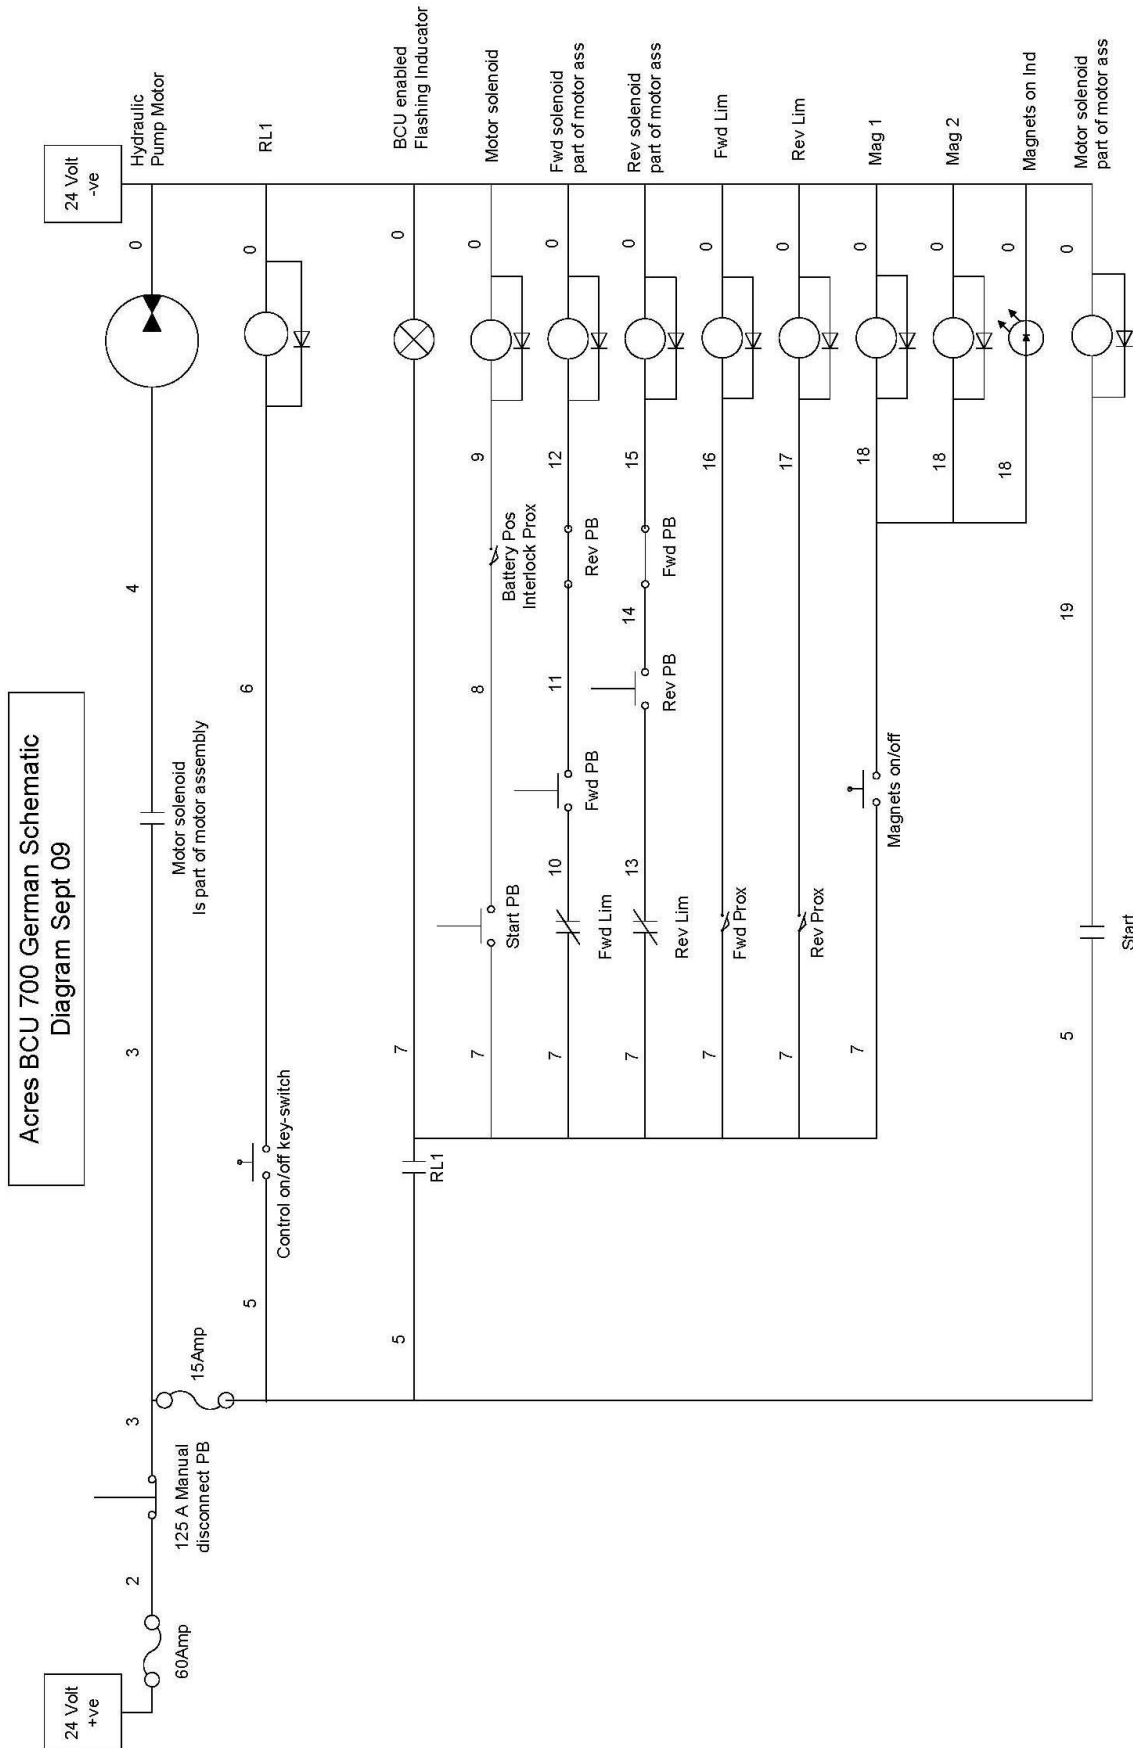 Acres BCU 700 German Schematic
Diagram Sept 09
24 Volt
+ve
60Amp
2
125 A Manual
disconnect PB
3
15Amp
3
Motor solenoid
Is part of motor assembly
4
0
Hydraulic
Pump Motor
24 Volt
-ve
5
Control on/off key-switch
6
0
RL1
5
RL1
7
0
BCU enabled
Flashing Inducator
7
Start PB
8
Battery Pos
Interlock Prox
9
0
Motor solenoid
7
Fwd Lim
10
Fwd PB
11
Rev PB
12
0
Fwd solenoid
part of motor ass
7
Rev Lim
13
Rev PB
14
Fwd PB
15
0
Rev solenoid
part of motor ass
7
Fwd Prox
16
0
Fwd Lim
7
Rev Prox
17
0
Rev Lim
7
Magnets on/off
18
0
Mag 1
18
0
Mag 2
18
0
Magnets on Ind
5
Start
19
0
Motor solenoid
part of motor ass